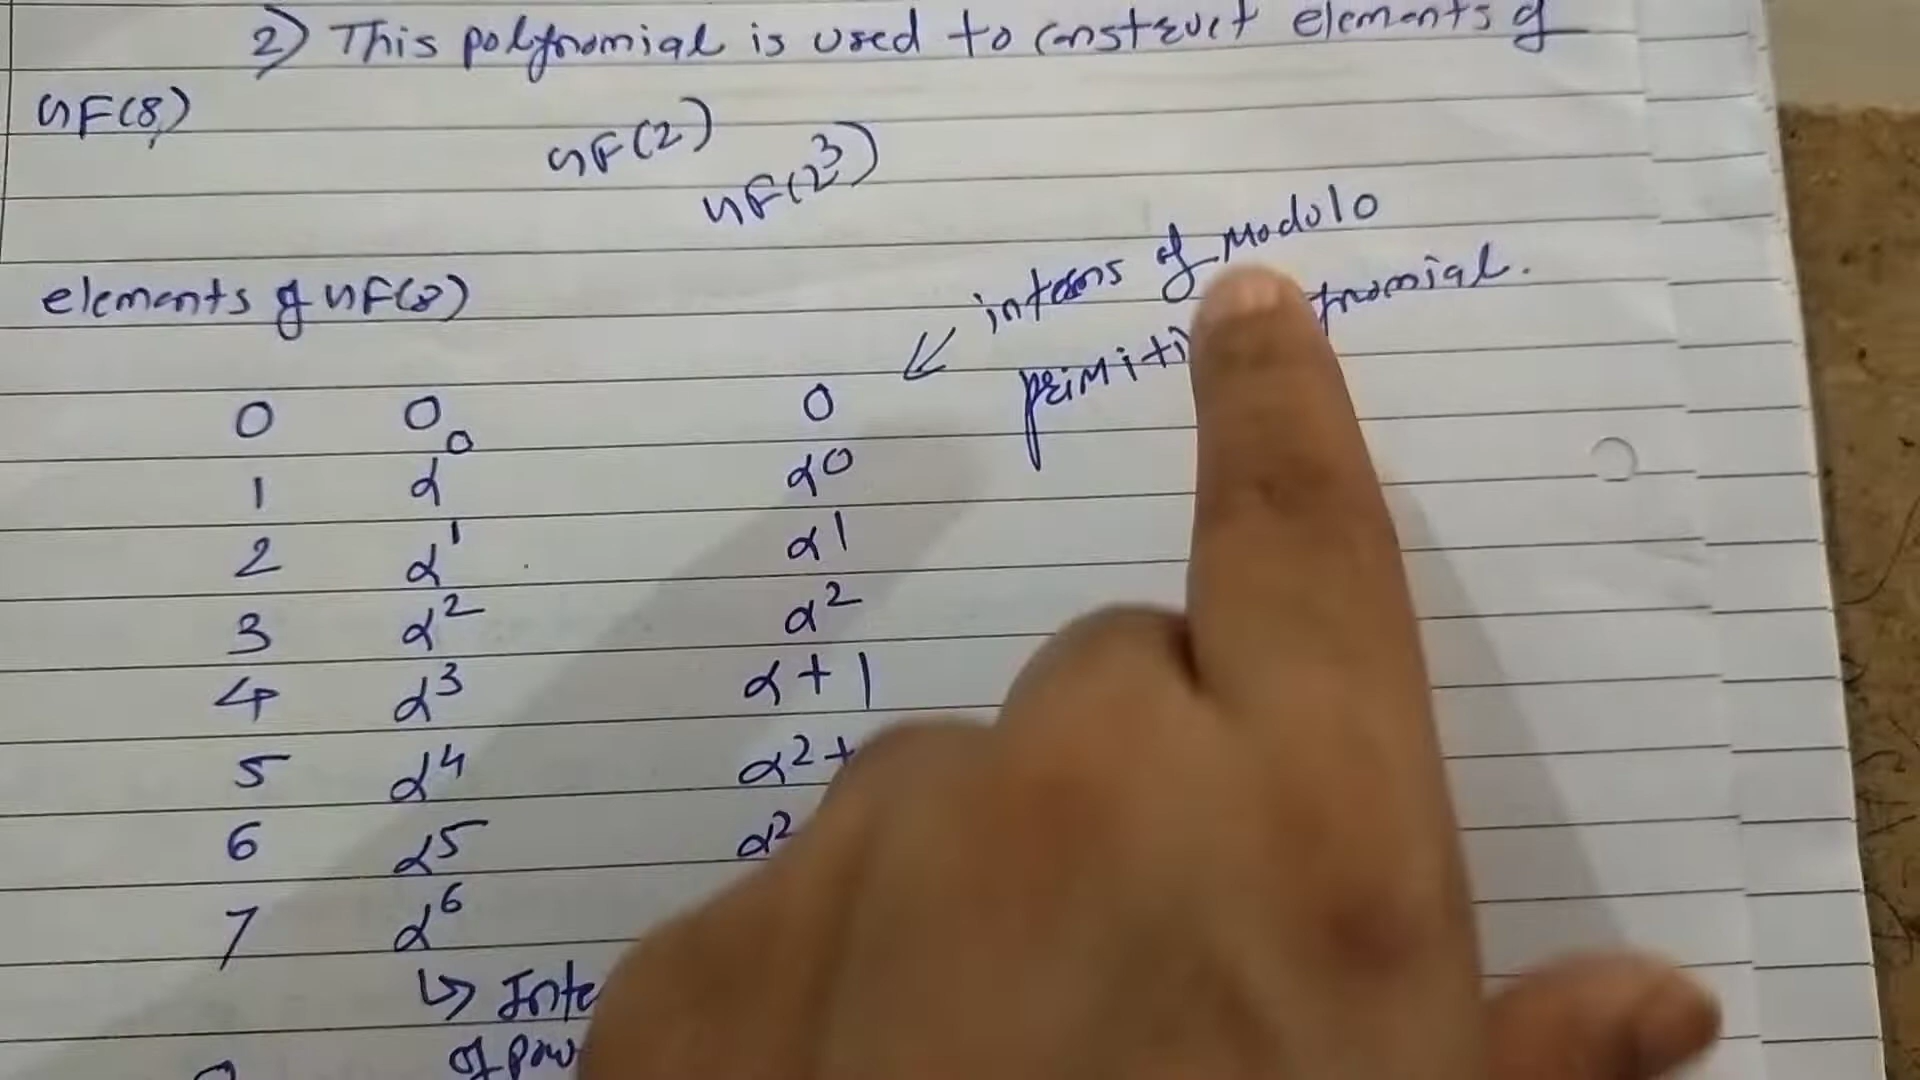 2) This polynomial is used to construct elements of
GF(8)
GF(2)
GF(2³)
elements of GF(8)
in terms of modulo
0 0 0
1 α⁰ α0
2 α¹ α1
3 α² α²
4 α³ α+1
5 α⁴ α²+
6 α⁵ α²
7 α⁶
↳